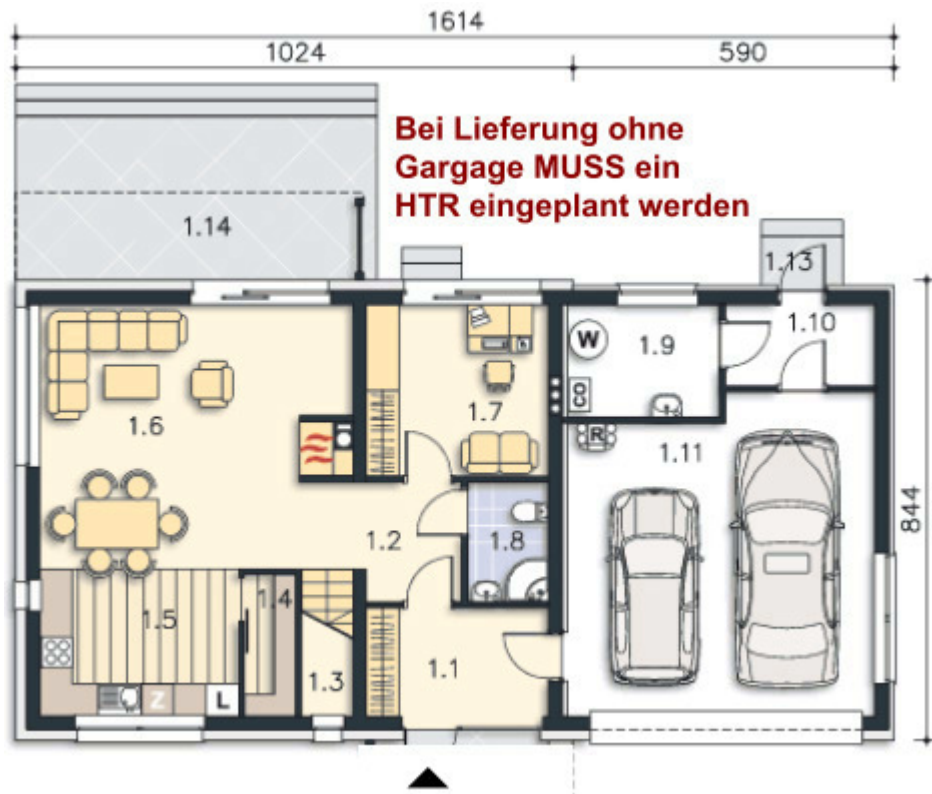 1614
1024 590
Bei Lieferung ohne
Gargage MUSS ein
HTR eingeplant werden
1.14
1.13
1.10
W
1.9
CO
1.6
1.7
R
1.11
844
1.2
1.8
1.5
1.4
1.3
1.1
Z
L